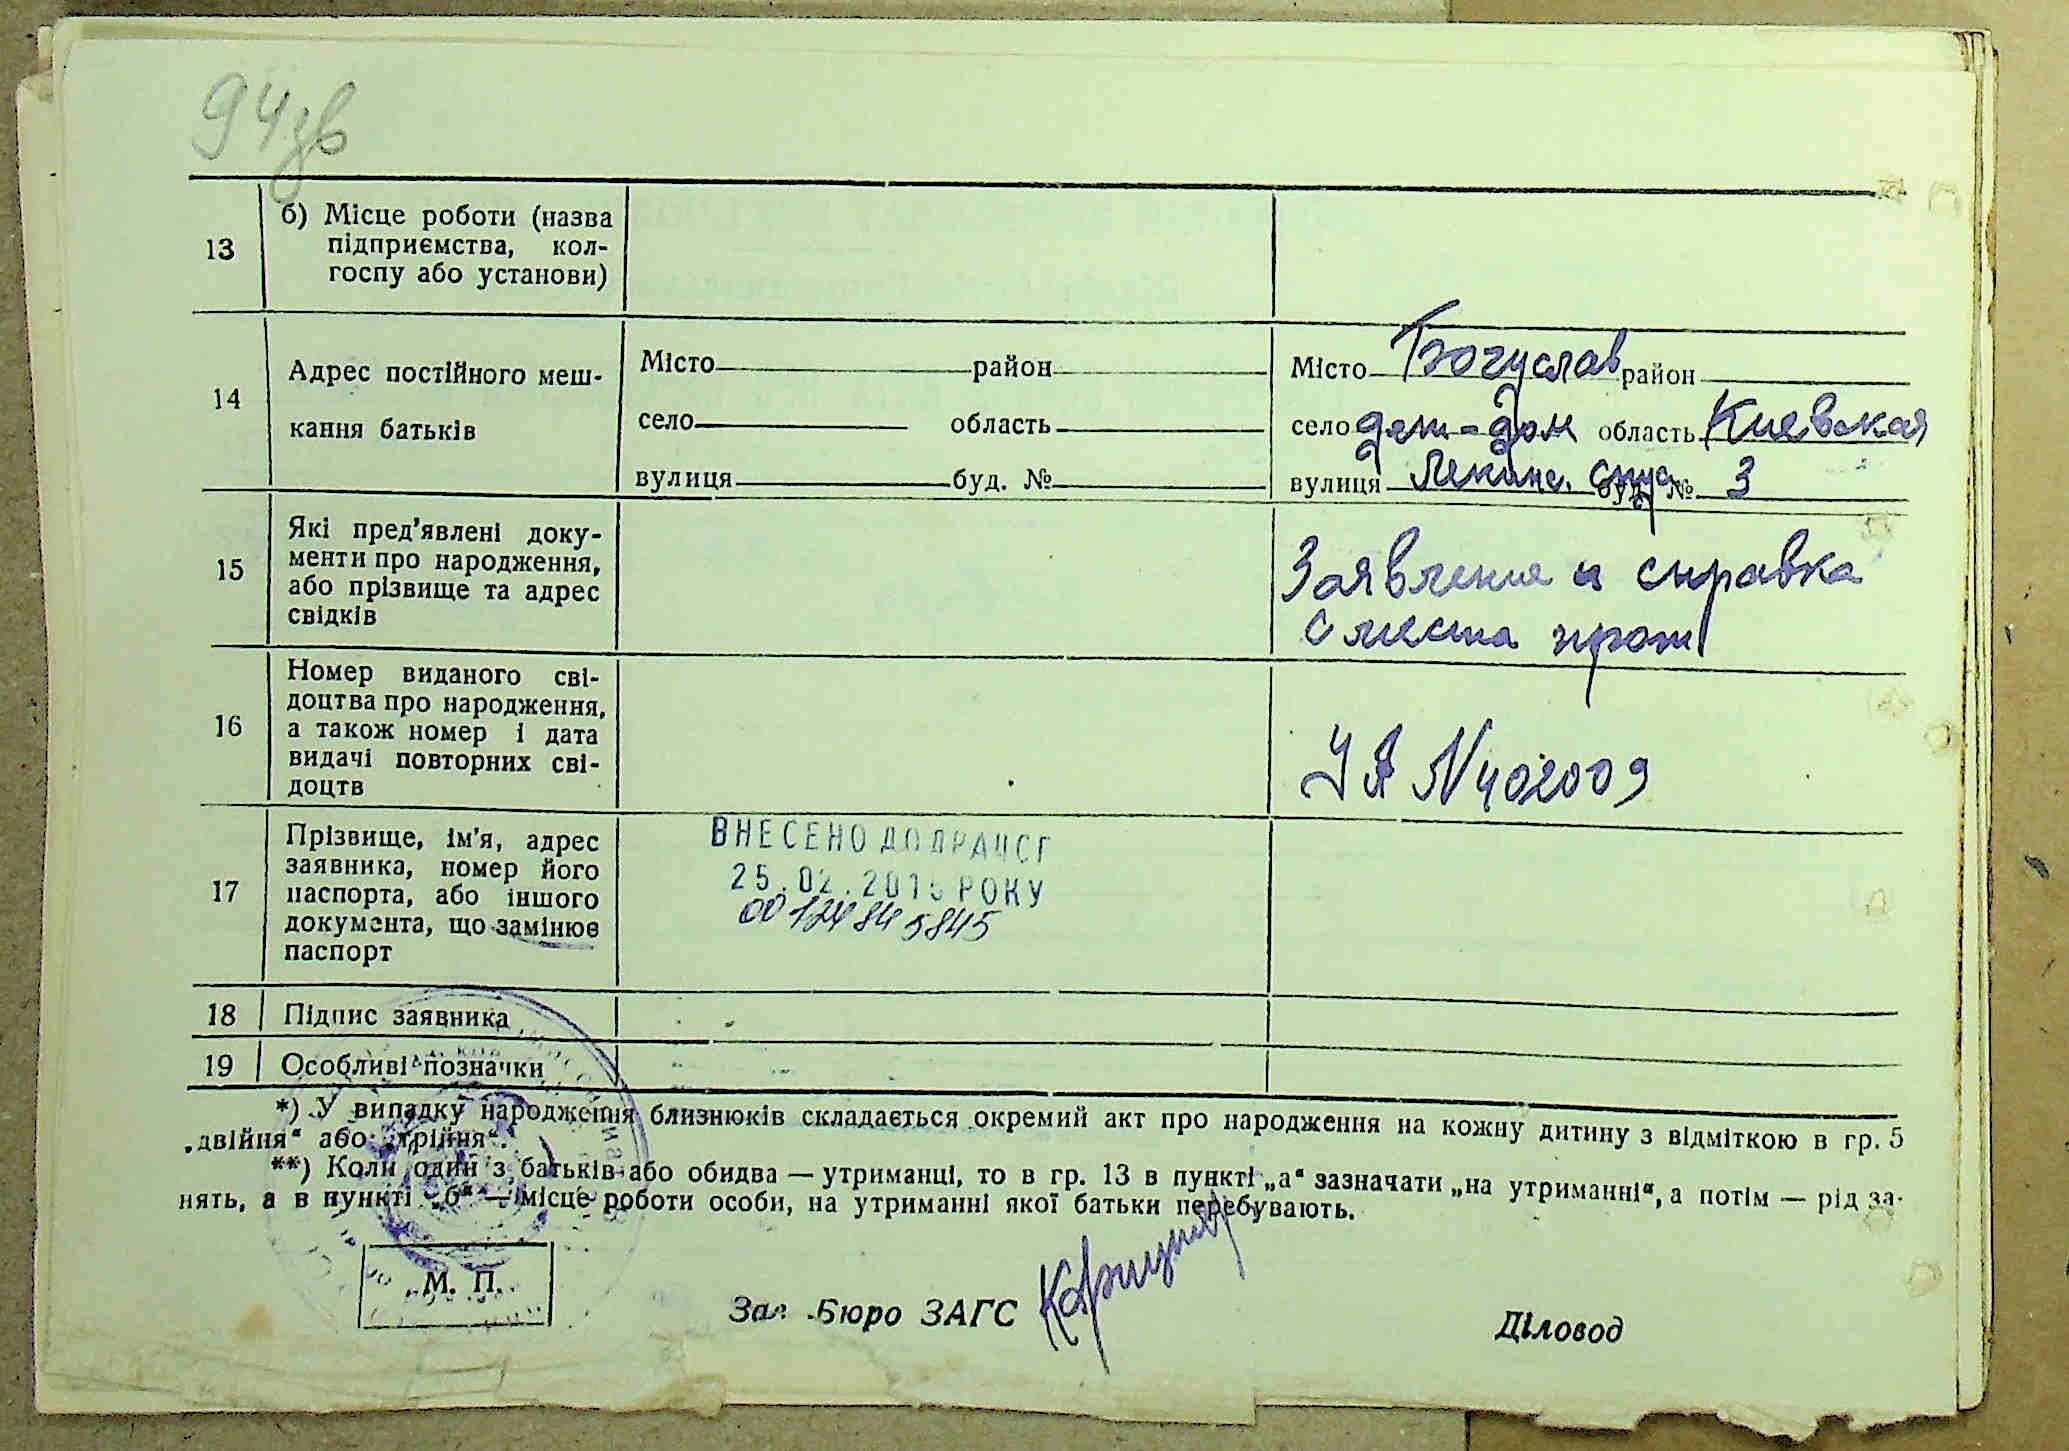 94зв
13
б) Місце роботи (назва
підприємства, кол-
госпу або установи)
14
Адрес постійного меш-
кання батьків
Місто район
село область
вулиця буд. №
Місто Богуслав район
село дет-дом область Киевская
вулиця Ленинс. спус буд. № 3
15
Які пред'явлені доку-
менти про народження,
або прізвище та адрес
свідків
Заявление и справка
с места прож
16
Номер виданого сві-
доцтва про народження,
а також номер і дата
видачі повторних сві-
доцтв
УЯ N402009
17
Прізвище, ім'я, адрес
заявника, номер його
паспорта, або іншого
документа, що замінює
паспорт
ВНЕСЕНО ДО ДРАЦСГ
25.02.2015 РОКУ
00124845845
18 Підпис заявника
19 Особливі позначки
*) У випадку народження близнюків складається окремий акт про народження на кожну дитину з відміткою в гр. 5
„двійня“ або „трійня“.
**) Коли один з батьків або обидва — утриманці, то в гр. 13 в пункті „а“ зазначати „на утриманні“, а потім — рід за-
нять, а в пункті „б“ — місце роботи особи, на утриманні якої батьки перебувають.
М. П.
Зав. Бюро ЗАГС
Діловод